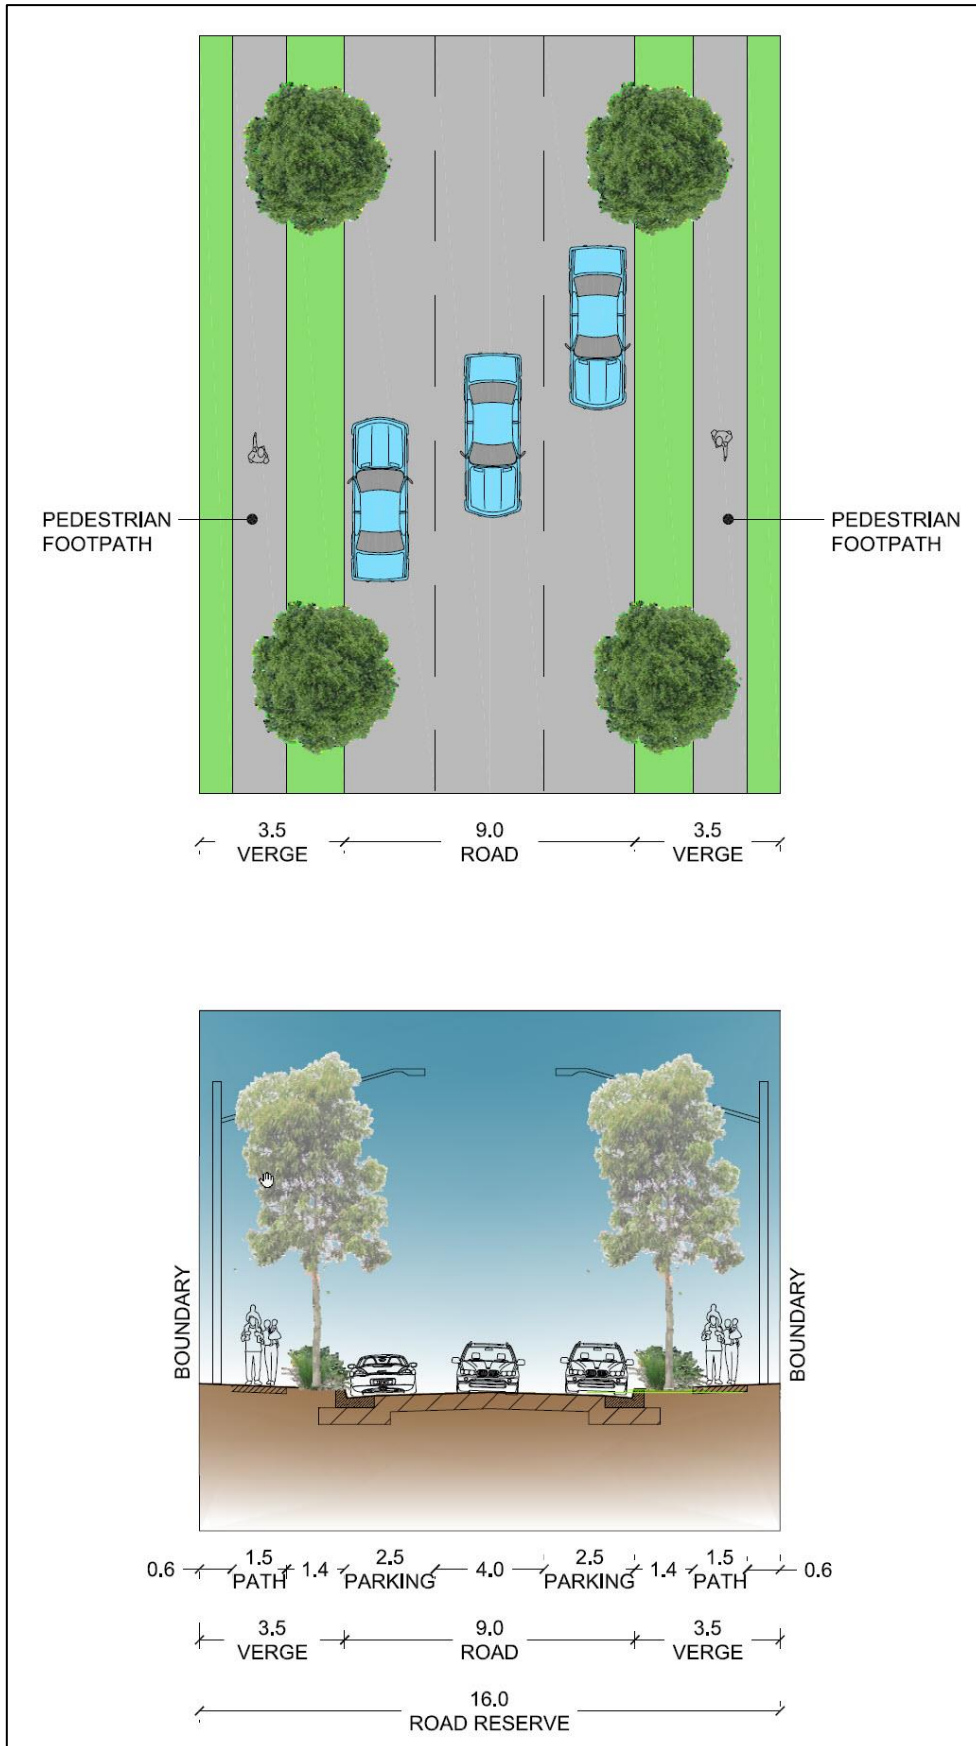 PEDESTRIAN
FOOTPATH
PEDESTRIAN
FOOTPATH
3.5
VERGE
9.0
ROAD
3.5
VERGE
BOUNDARY
BOUNDARY
0.6
1.5
PATH
1.4
2.5
PARKING
4.0
2.5
PARKING
1.4
1.5
PATH
0.6
3.5
VERGE
9.0
ROAD
3.5
VERGE
16.0
ROAD RESERVE